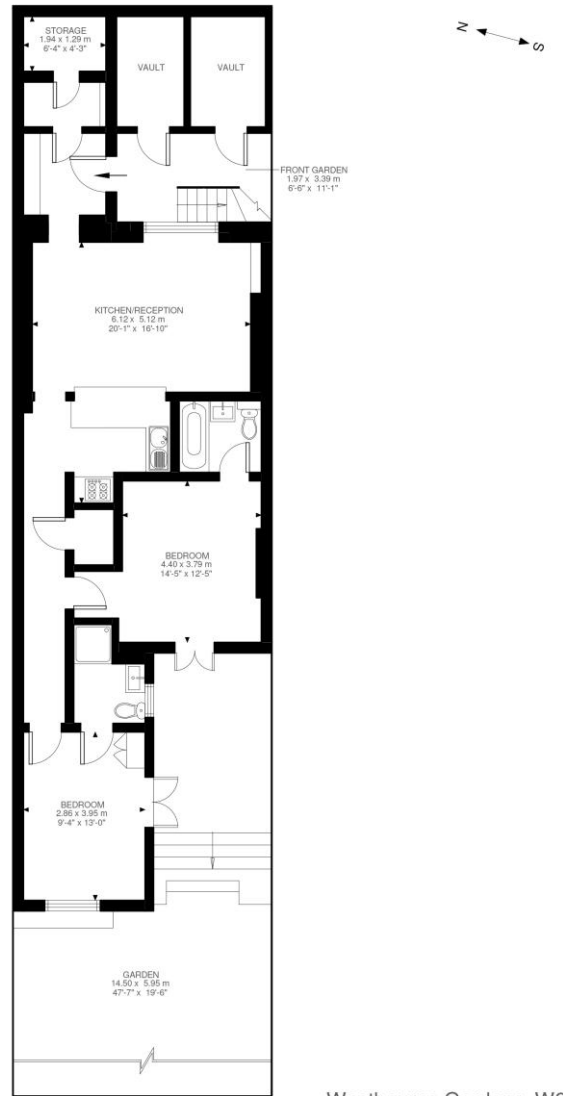 STORAGE
1.94 x 1.29 m
6'-4" x 4'-3"
VAULT
VAULT
N
S
FRONT GARDEN
1.97 x 3.39 m
6'-6" x 11'-1"
KITCHEN/RECEPTION
6.12 x 5.12 m
20'-1" x 16'-10"
BEDROOM
4.40 x 3.79 m
14'-5" x 12'-5"
BEDROOM
2.86 x 3.95 m
9'-4" x 13'-0"
GARDEN
14.50 x 5.95 m
47'-7" x 19'-6"